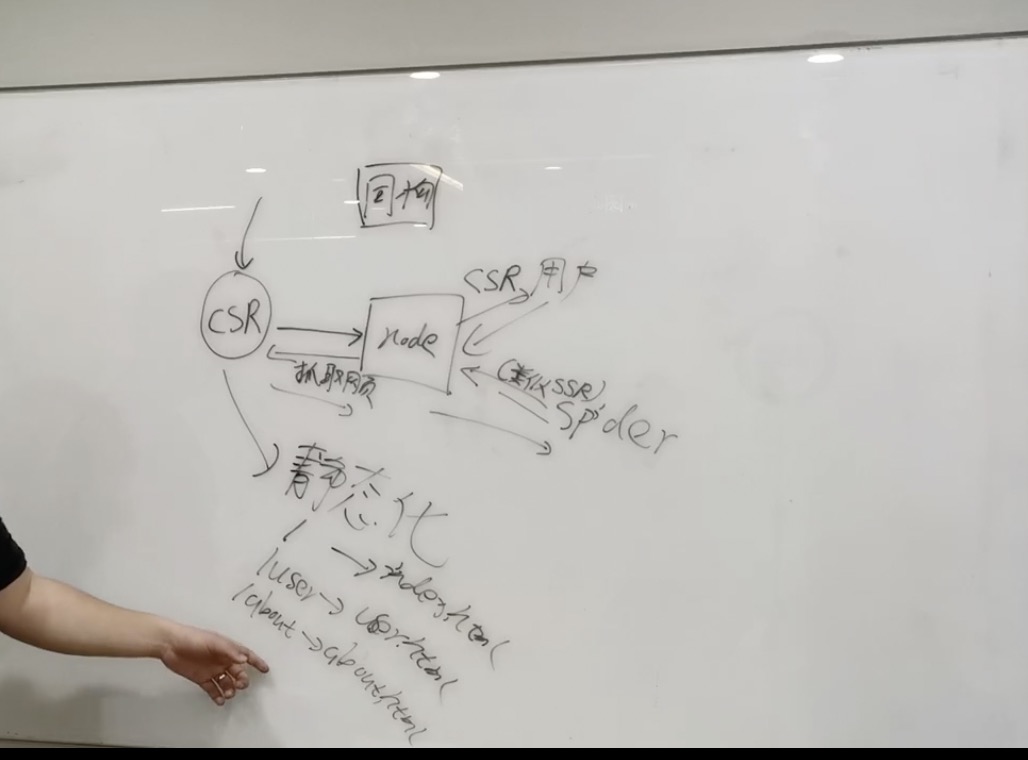 同构
CSR 用户
CSR
node
抓取网页
(类似SSR)
Spider
静态化
/ → index.html
/user → user.html
/about → about.html